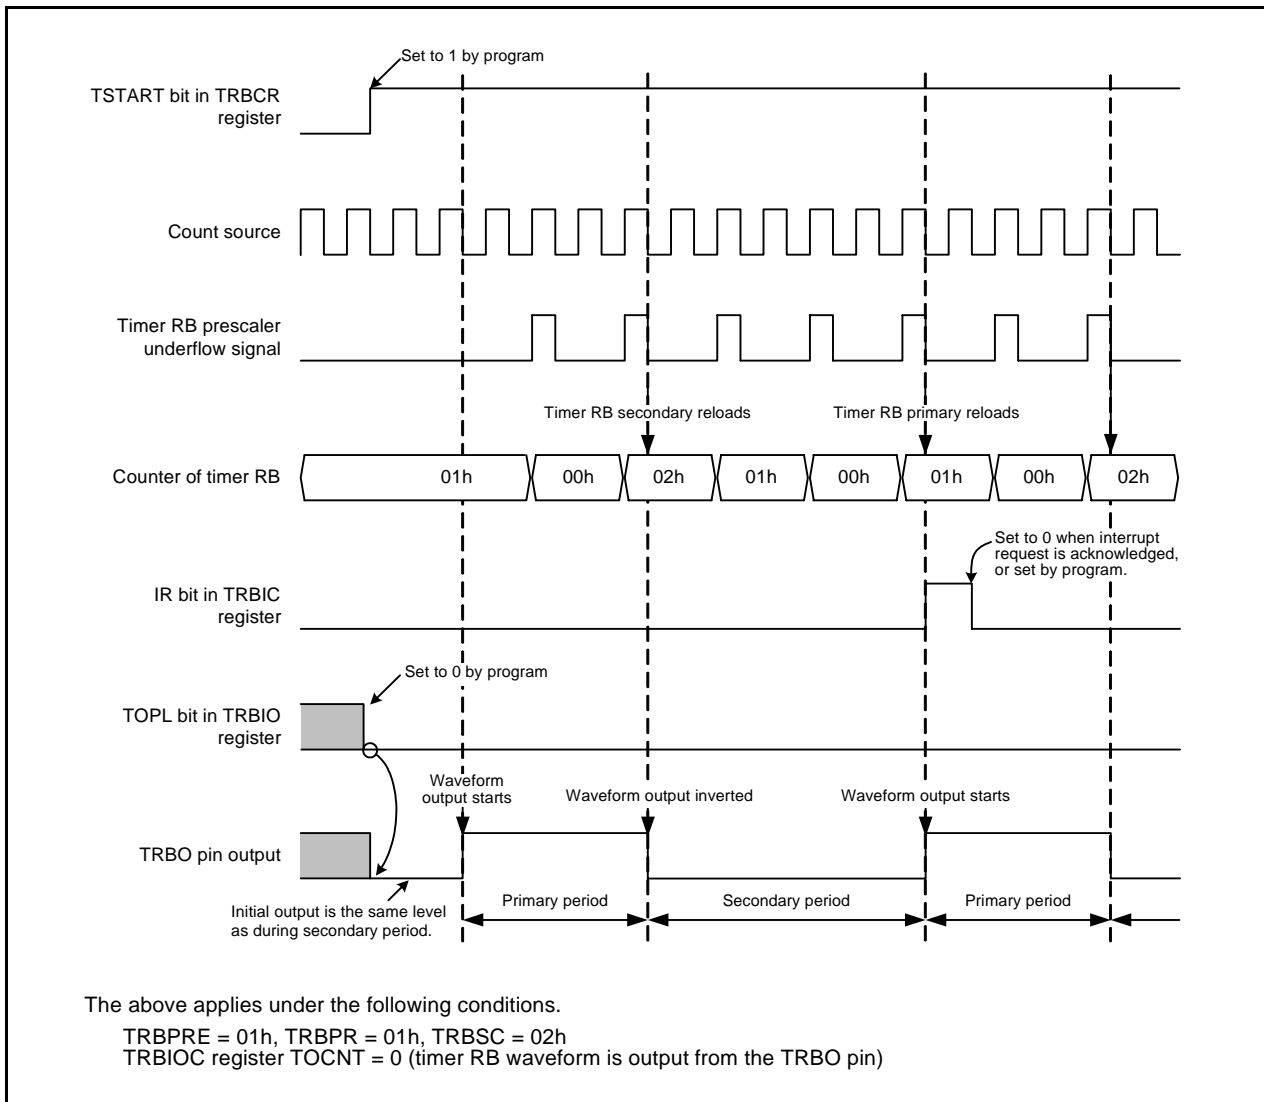 Set to 1 by program
TSTART bit in TRBCR
register
Count source
Timer RB prescaler
underflow signal
Timer RB secondary reloads
Timer RB primary reloads
Counter of timer RB
01h
00h
02h
01h
00h
01h
00h
02h
Set to 0 when interrupt
request is acknowledged,
or set by program.
IR bit in TRBIC
register
Set to 0 by program
TOPL bit in TRBIO
register
Waveform
output starts
Waveform output inverted
Waveform output starts
TRBO pin output
Initial output is the same level
as during secondary period.
Primary period
Secondary period
Primary period
The above applies under the following conditions.
TRBPRE = 01h, TRBPR = 01h, TRBSC = 02h
TRBIOC register TOCNT = 0 (timer RB waveform is output from the TRBO pin)